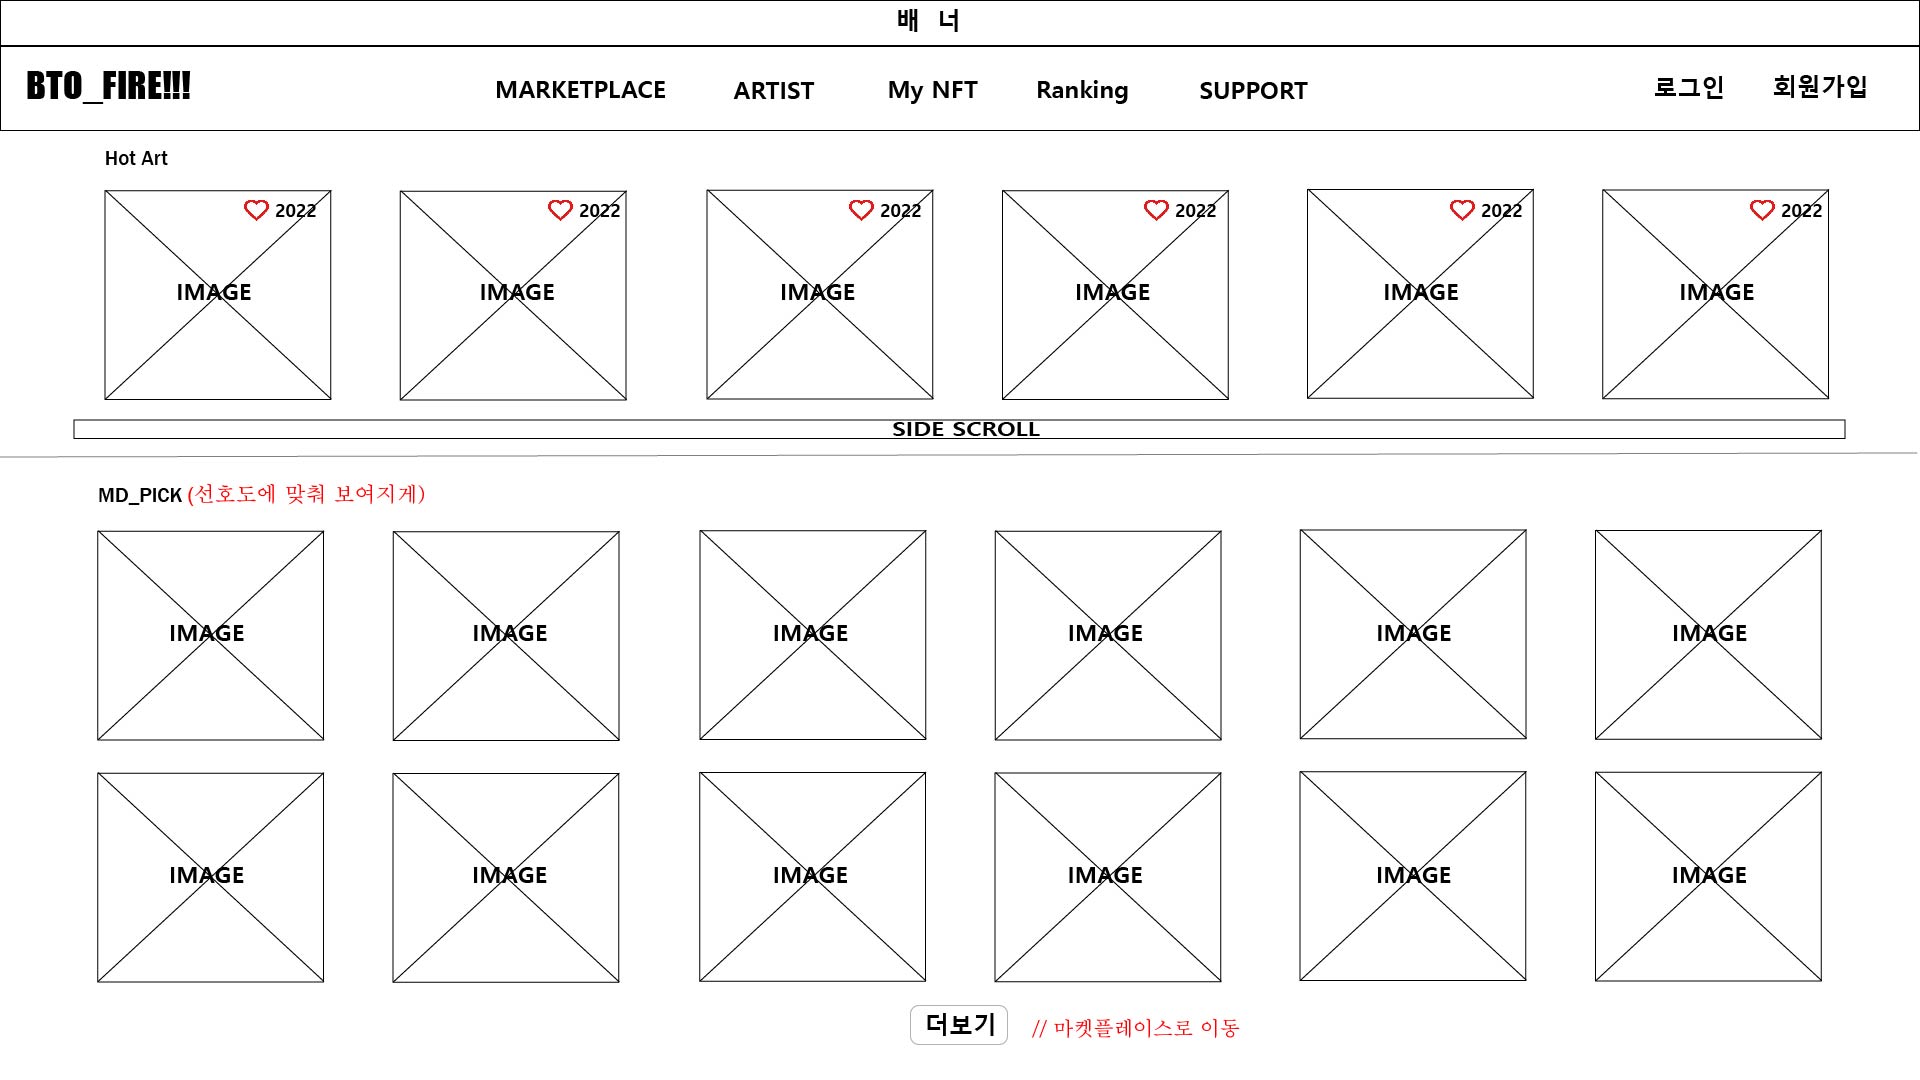 배 너
BTO_FIRE!!! MARKETPLACE ARTIST My NFT Ranking SUPPORT 로그인 회원가입
Hot Art
2022 2022 2022 2022 2022 2022
IMAGE IMAGE IMAGE IMAGE IMAGE IMAGE
SIDE SCROLL
MD_PICK (선호도에 맞춰 보여지게)
IMAGE IMAGE IMAGE IMAGE IMAGE IMAGE
IMAGE IMAGE IMAGE IMAGE IMAGE IMAGE
더보기 // 마켓플레이스로 이동